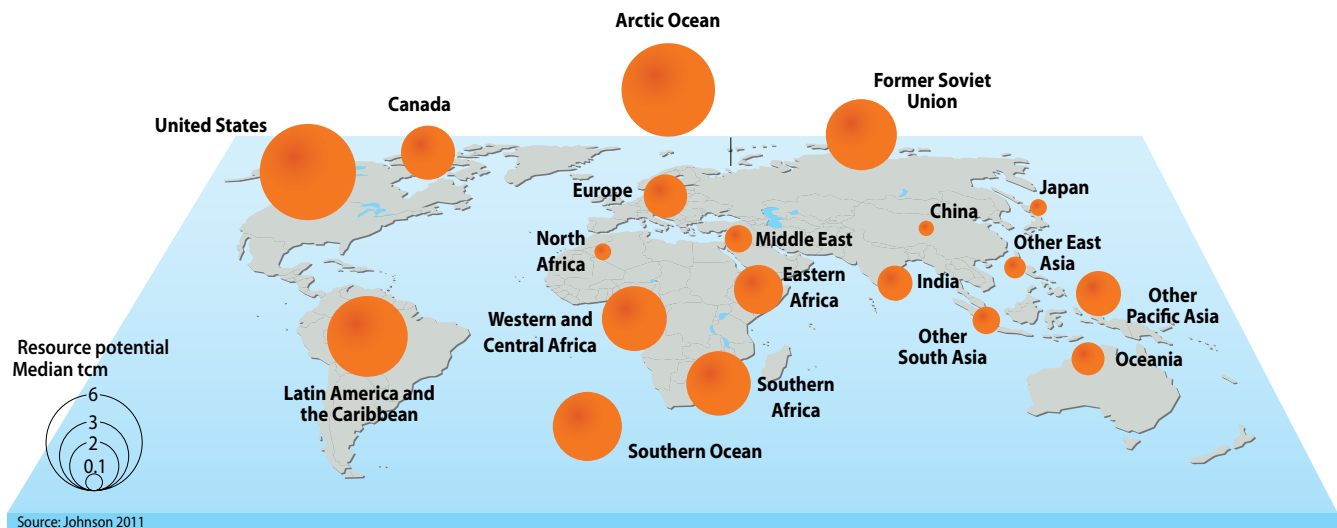 Arctic Ocean
Former Soviet
Union
Canada
United States
Europe
Japan
China
North
Africa
Middle East
Other East
Asia
Eastern
Africa
India
Other
Pacific Asia
Western and
Central Africa
Other
South Asia
Oceania
Resource potential
Median tcm
6
3
2
0.1
Latin America and
the Caribbean
Southern
Africa
Southern Ocean
Source: Johnson 2011